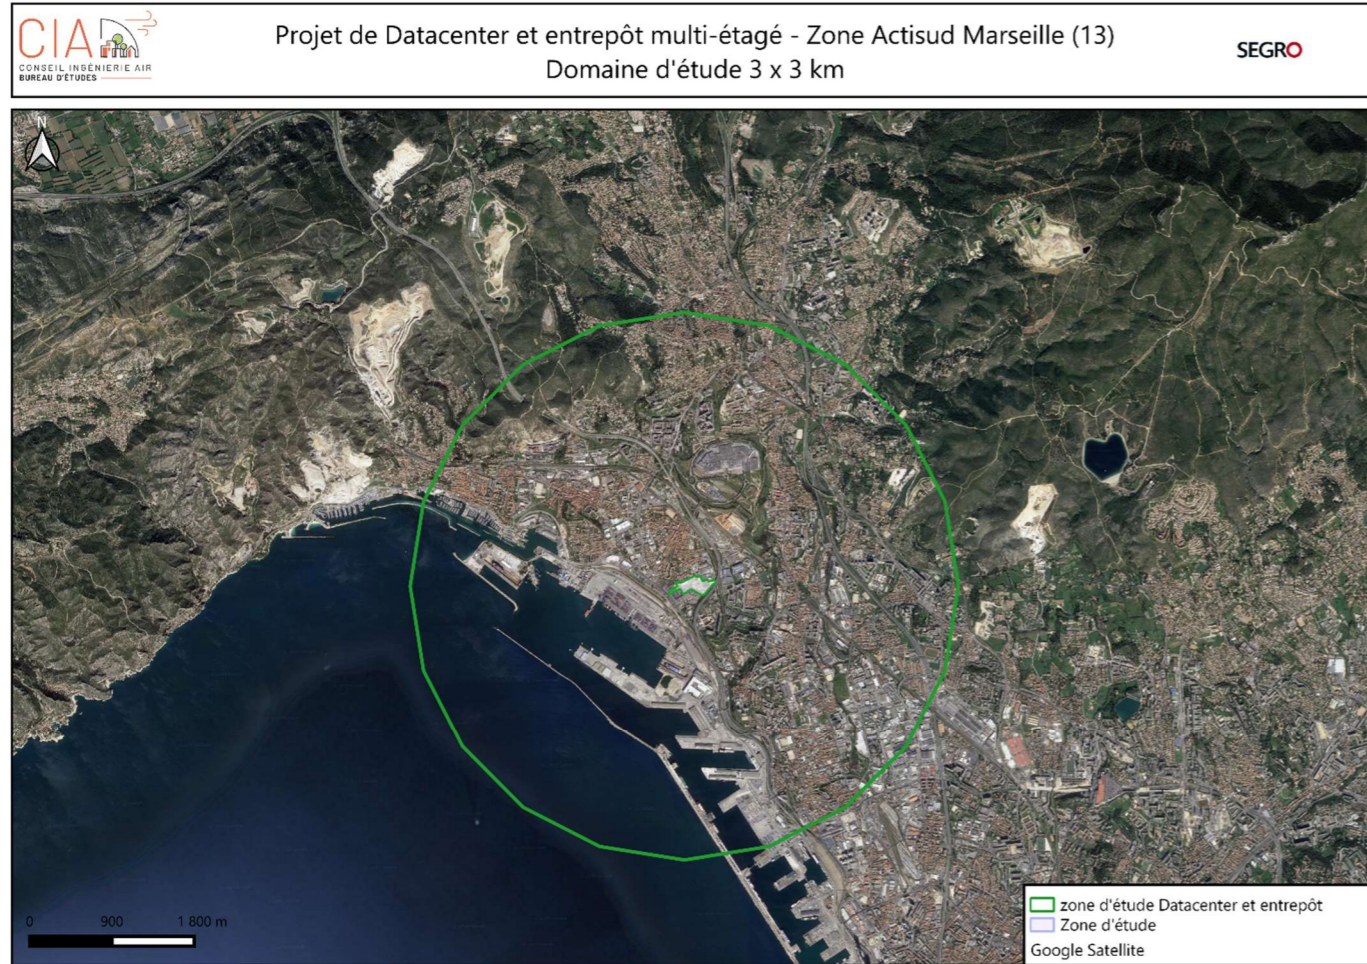 CIA
CONSEIL INGÉNIERIE AIR
BUREAU D'ÉTUDES
Projet de Datacenter et entrepôt multi-étagé - Zone Actisud Marseille (13)
Domaine d'étude 3 x 3 km
SEGRO
N
0 900 1 800 m
zone d'étude Datacenter et entrepôt
Zone d'étude
Google Satellite